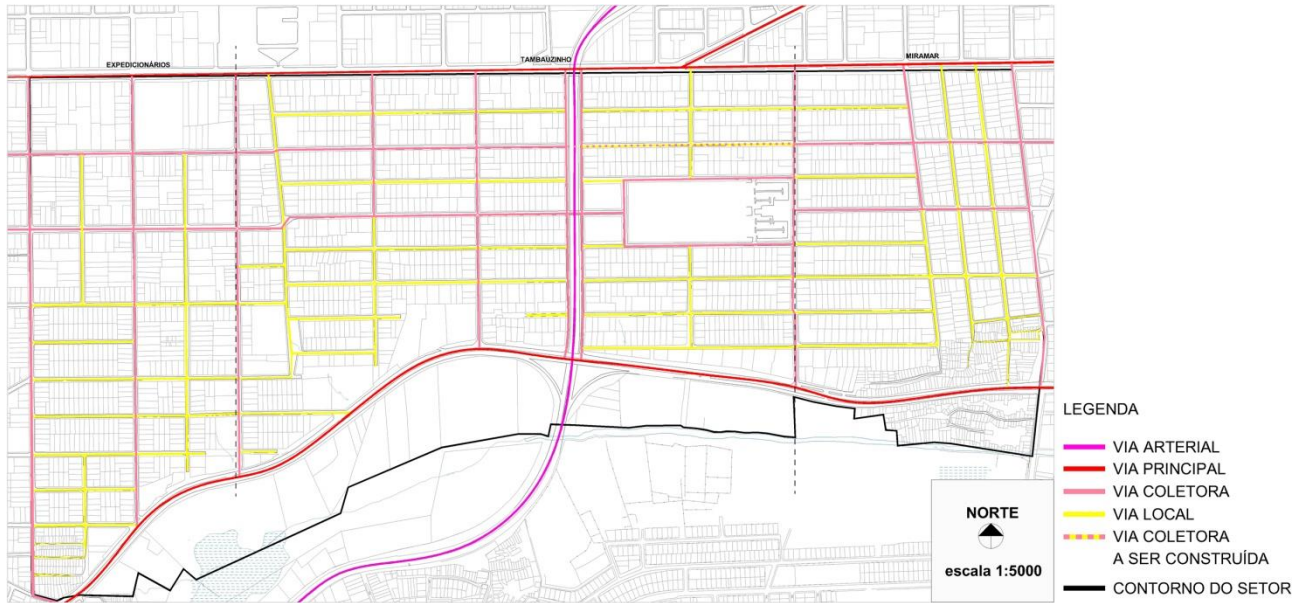 EXPEDICIONÁRIOS
TAMBAUZINHO
MIRAMAR
LEGENDA
VIA ARTERIAL
VIA PRINCIPAL
VIA COLETORA
VIA LOCAL
VIA COLETORA
A SER CONSTRUÍDA
CONTORNO DO SETOR
NORTE
escala 1:5000